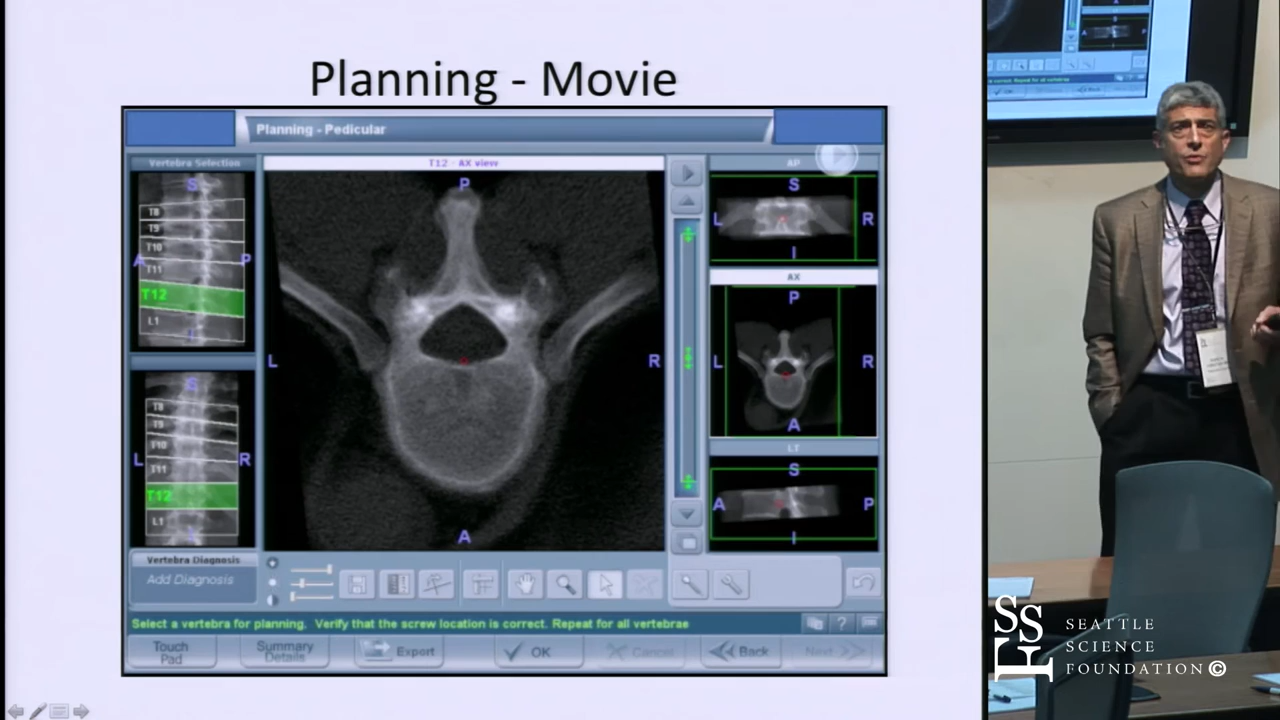 Planning - Movie
Planning - Pedicular
Vertebra Selection
T12 - AX view
AP
S
T8
T9
T10
A
P
T11
T12
L1
I
P
L
R
A
S
L
R
I
AX
P
L
R
A
LT
S
A
P
I
S
T8
T9
T10
L
R
T11
T12
L1
Vertebra Diagnosis
Add Diagnosis
Select a vertebra for planning. Verify that the screw location is correct. Repeat for all vertebrae
?
Touch
Pad
Summary
Details
Export
OK
Cancel
Back
Next
SSF
SEATTLE
SCIENCE
FOUNDATION©